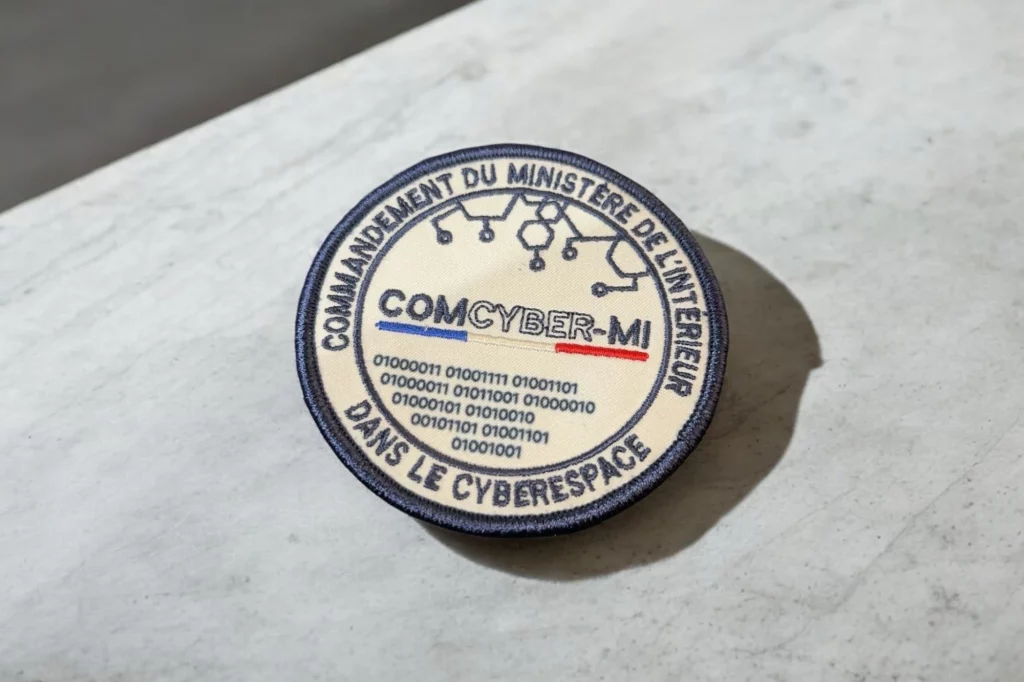 COMMANDEMENT DU MINISTÈRE DE L'INTÉRIEUR
COMCYBER-MI
01000011 01001111 01001101
01000011 01011001 01000010
01000101 01010010
00101101 01001101
01001001
DANS LE CYBERESPACE